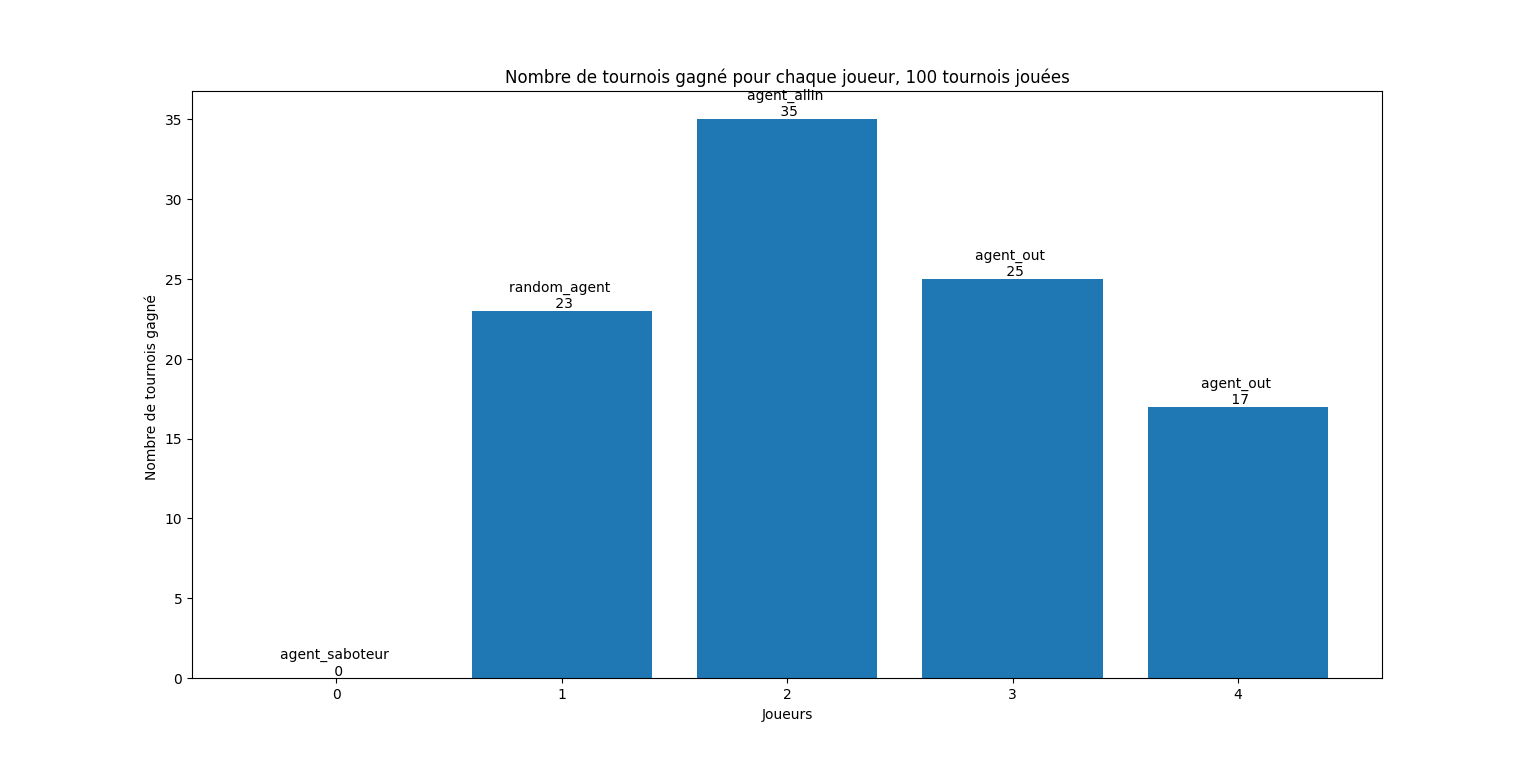 Nombre de tournois gagné pour chaque joueur, 100 tournois jouées
agent_allin
35
agent_out
25
random_agent
23
agent_out
17
agent_saboteur
0
Nombre de tournois gagné
35
30
25
20
15
10
5
0
0 1 2 3 4
Joueurs